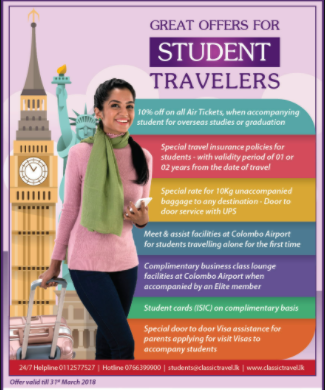 GREAT OFFERS FOR
STUDENT
TRAVELERS
10% off on all Air Tickets, when accompanying
student for overseas studies or graduation
Special travel insurance policies for
students - with validity period of 01 or
02 years from the date of travel
Special rate for 10Kg unaccompanied
baggage to any destination - Door to
door service with UPS
Meet & assist facilities at Colombo Airport
for students travelling alone for the first time
Complimentary business class lounge
facilities at Colombo Airport when
accompanied by an Elite member
Student cards (ISIC) on complimentary basis
Special door to door Visa assistance for
parents applying for visit Visas to
accompany students
24/7 Helpline 0112577527 | Hotline 0766399900 | students@classictravel.lk | www.classictravel.lk
Offer valid till 31st March 2018